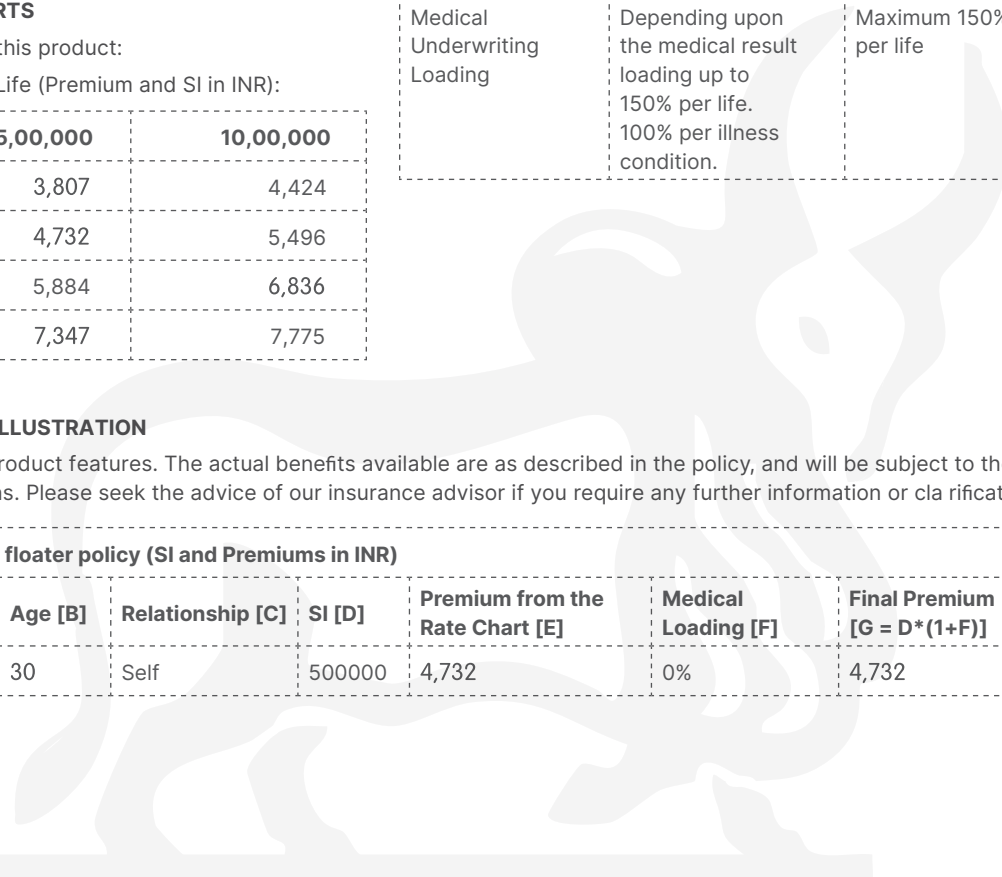 RTS
this product:
Life (Premium and SI in INR):
5,00,000 10,00,000
3,807 4,424
4,732 5,496
5,884 6,836
7,347 7,775
Medical Depending upon Maximum 150%
Underwriting the medical result per life
Loading loading up to
150% per life.
100% per illness
condition.
LLUSTRATION
roduct features. The actual benefits available are as described in the policy, and will be subject to th
s. Please seek the advice of our insurance advisor if you require any further information or cla rificat
floater policy (SI and Premiums in INR)
Age [B] Relationship [C] SI [D] Premium from the Medical Final Premium
Rate Chart [E] Loading [F] [G = D*(1+F)]
30 Self 500000 4,732 0% 4,732